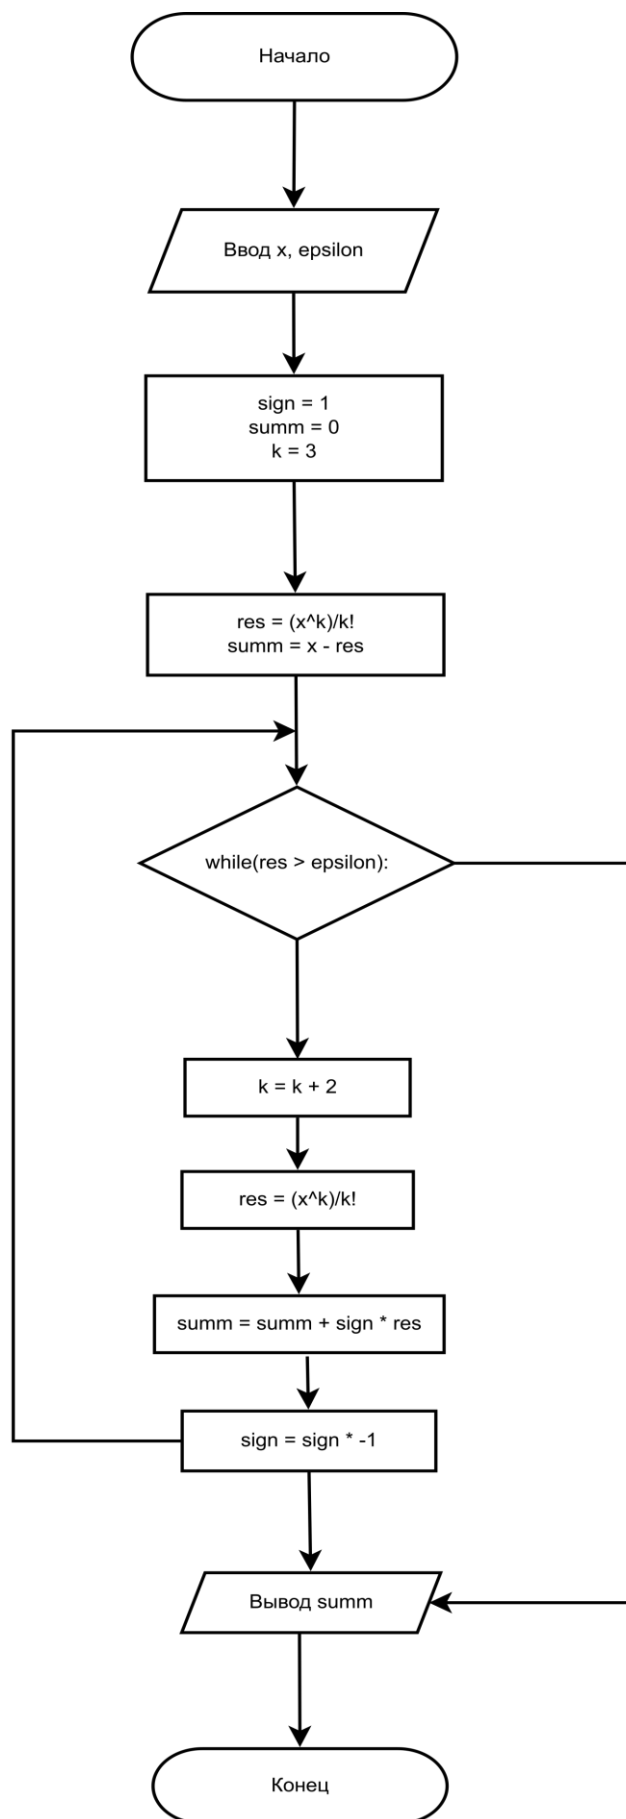 Начало
Ввод x, epsilon
sign = 1
summ = 0
k = 3
res = (x^k)/k!
summ = x - res
while(res > epsilon):
k = k + 2
res = (x^k)/k!
summ = summ + sign * res
sign = sign * -1
Вывод summ
Конец